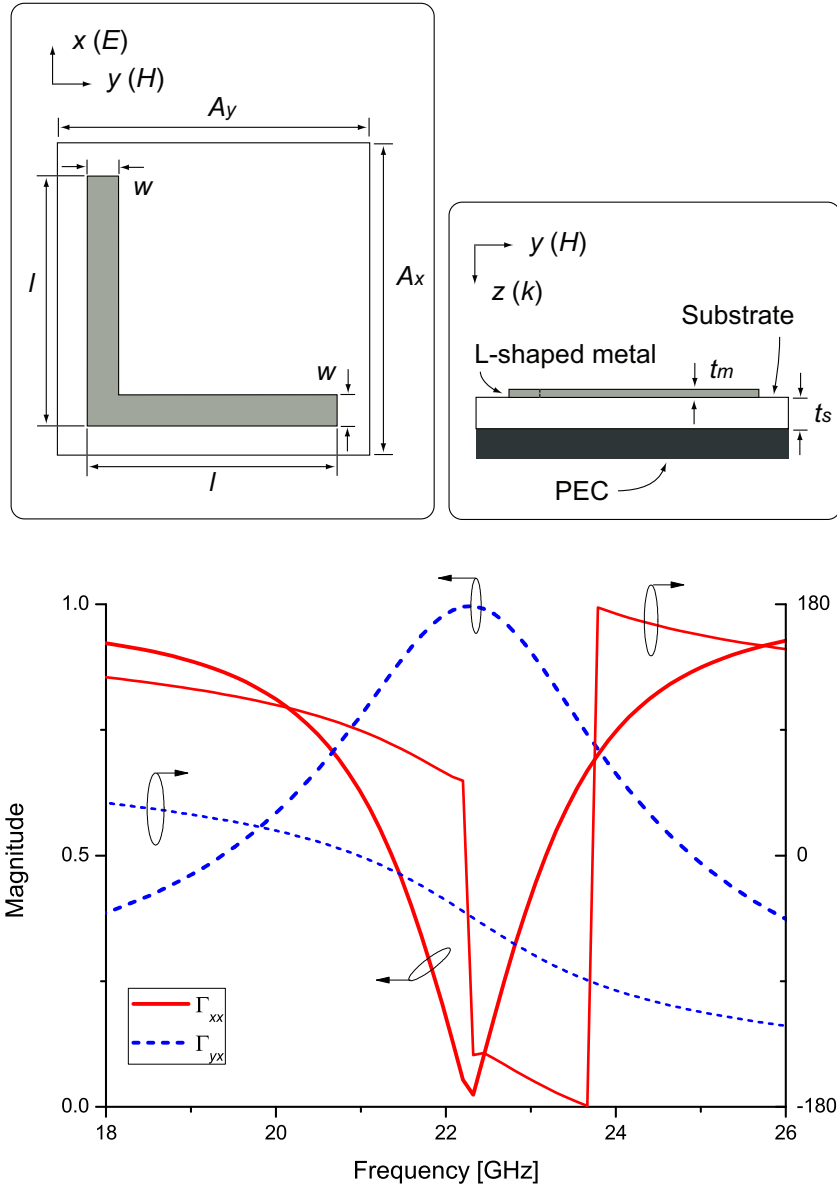 x (E)
y (H)
Ay
w
l
Ax
w
l
y (H)
z (k)
Substrate
L-shaped metal
tm
ts
PEC
1.0
180
0.5
0
0.0
-180
18
20
22
24
26
Magnitude
Frequency [GHz]
Γxx
Γyx